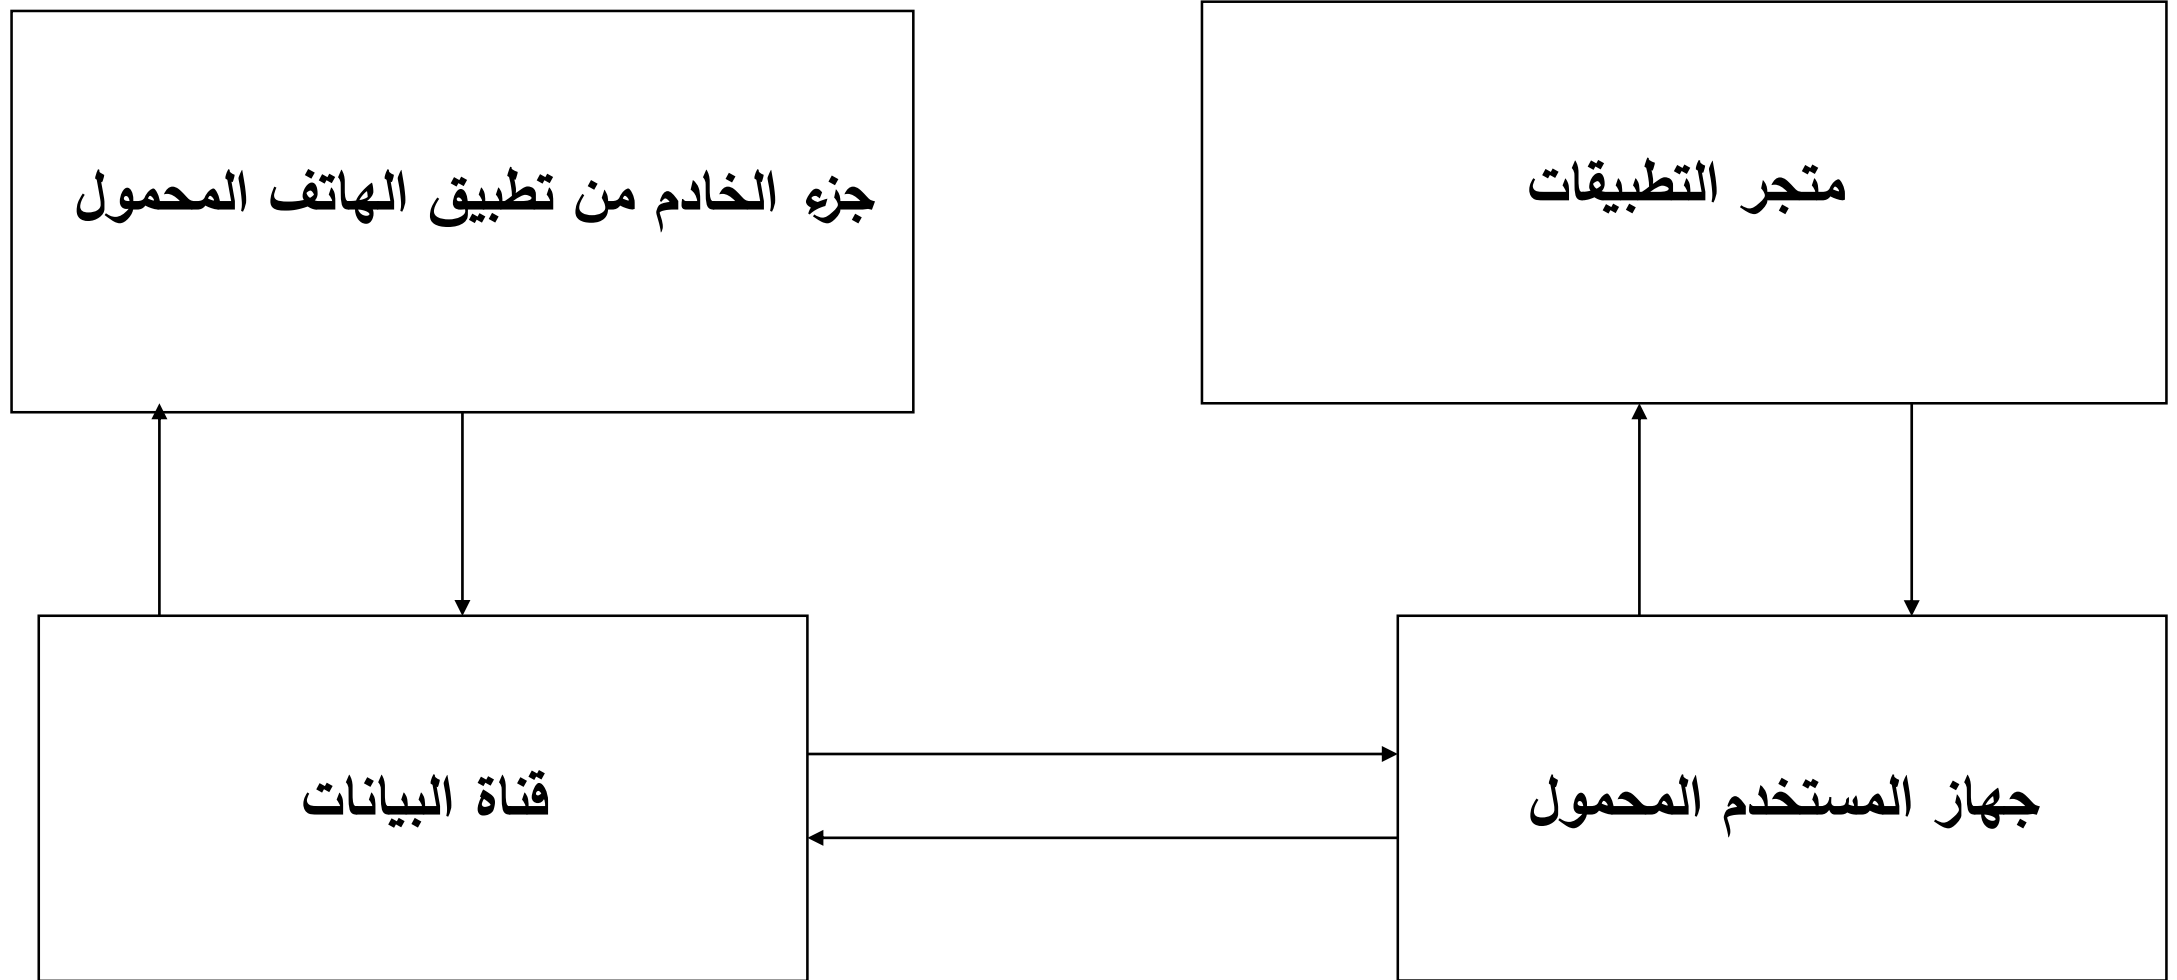 متجر التطبيقات
جزء الخادم من تطبيق الهاتف المحمول
جهاز المستخدم المحمول
قناة البيانات